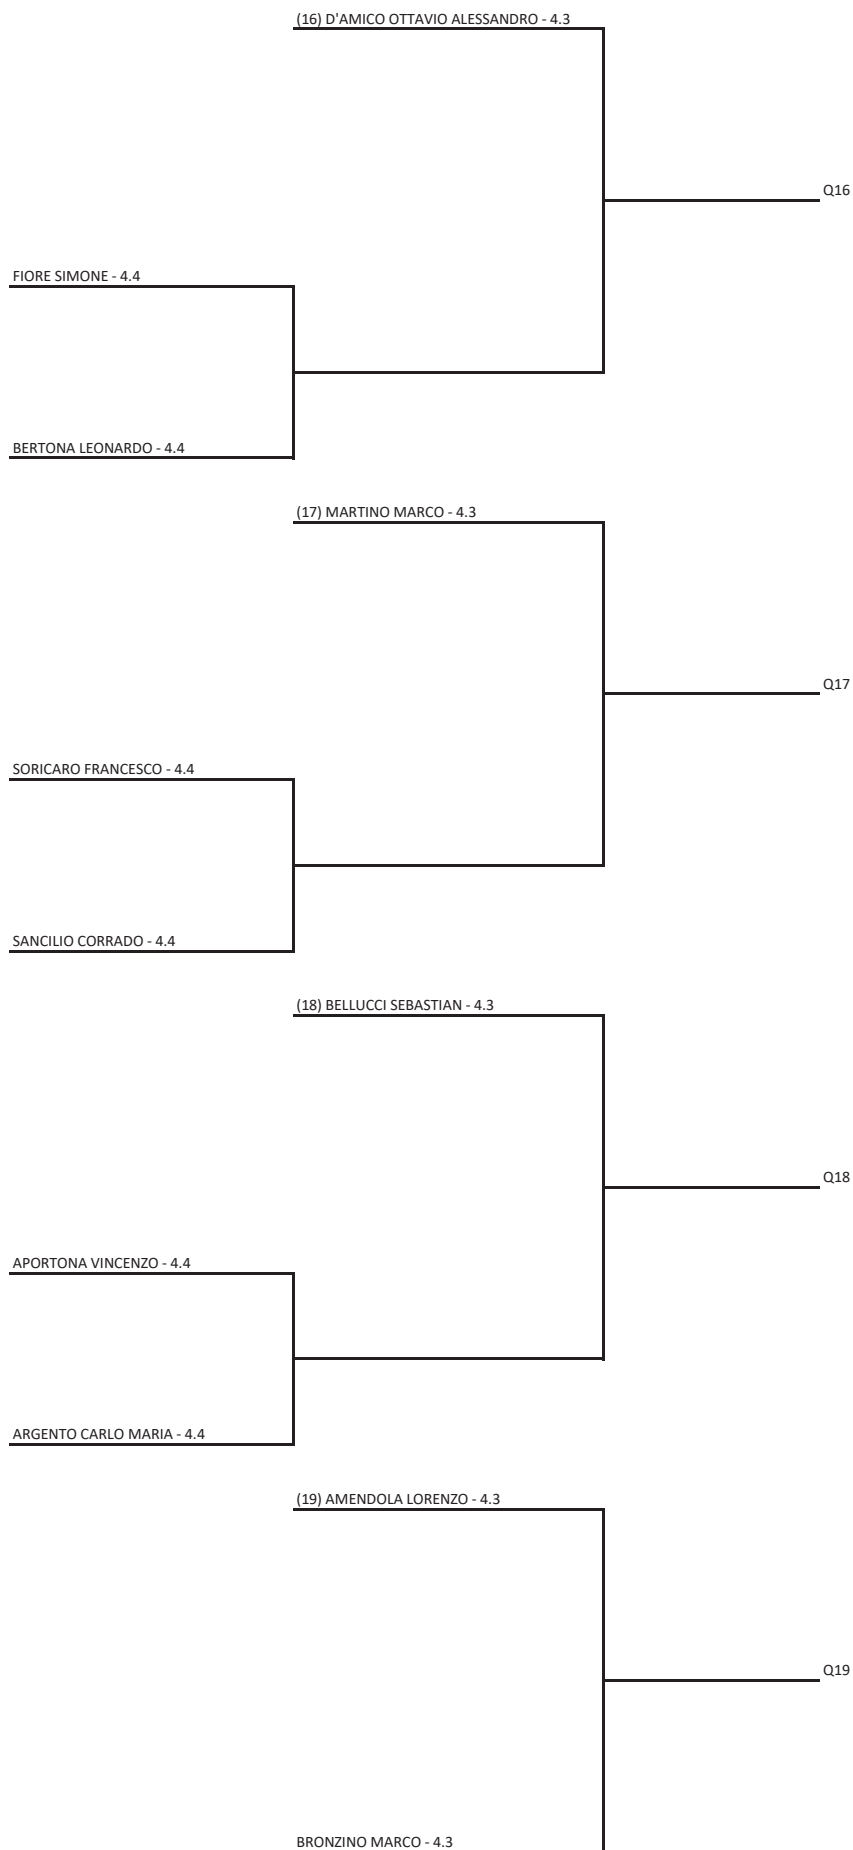 (16) D'AMICO OTTAVIO ALESSANDRO - 4.3
Q16
FIORE SIMONE - 4.4
BERTONA LEONARDO - 4.4
(17) MARTINO MARCO - 4.3
Q17
SORICARO FRANCESCO - 4.4
SANCILIO CORRADO - 4.4
(18) BELLUCCI SEBASTIAN - 4.3
Q18
APORTONA VINCENZO - 4.4
ARGENTO CARLO MARIA - 4.4
(19) AMENDOLA LORENZO - 4.3
Q19
BRONZINO MARCO - 4.3